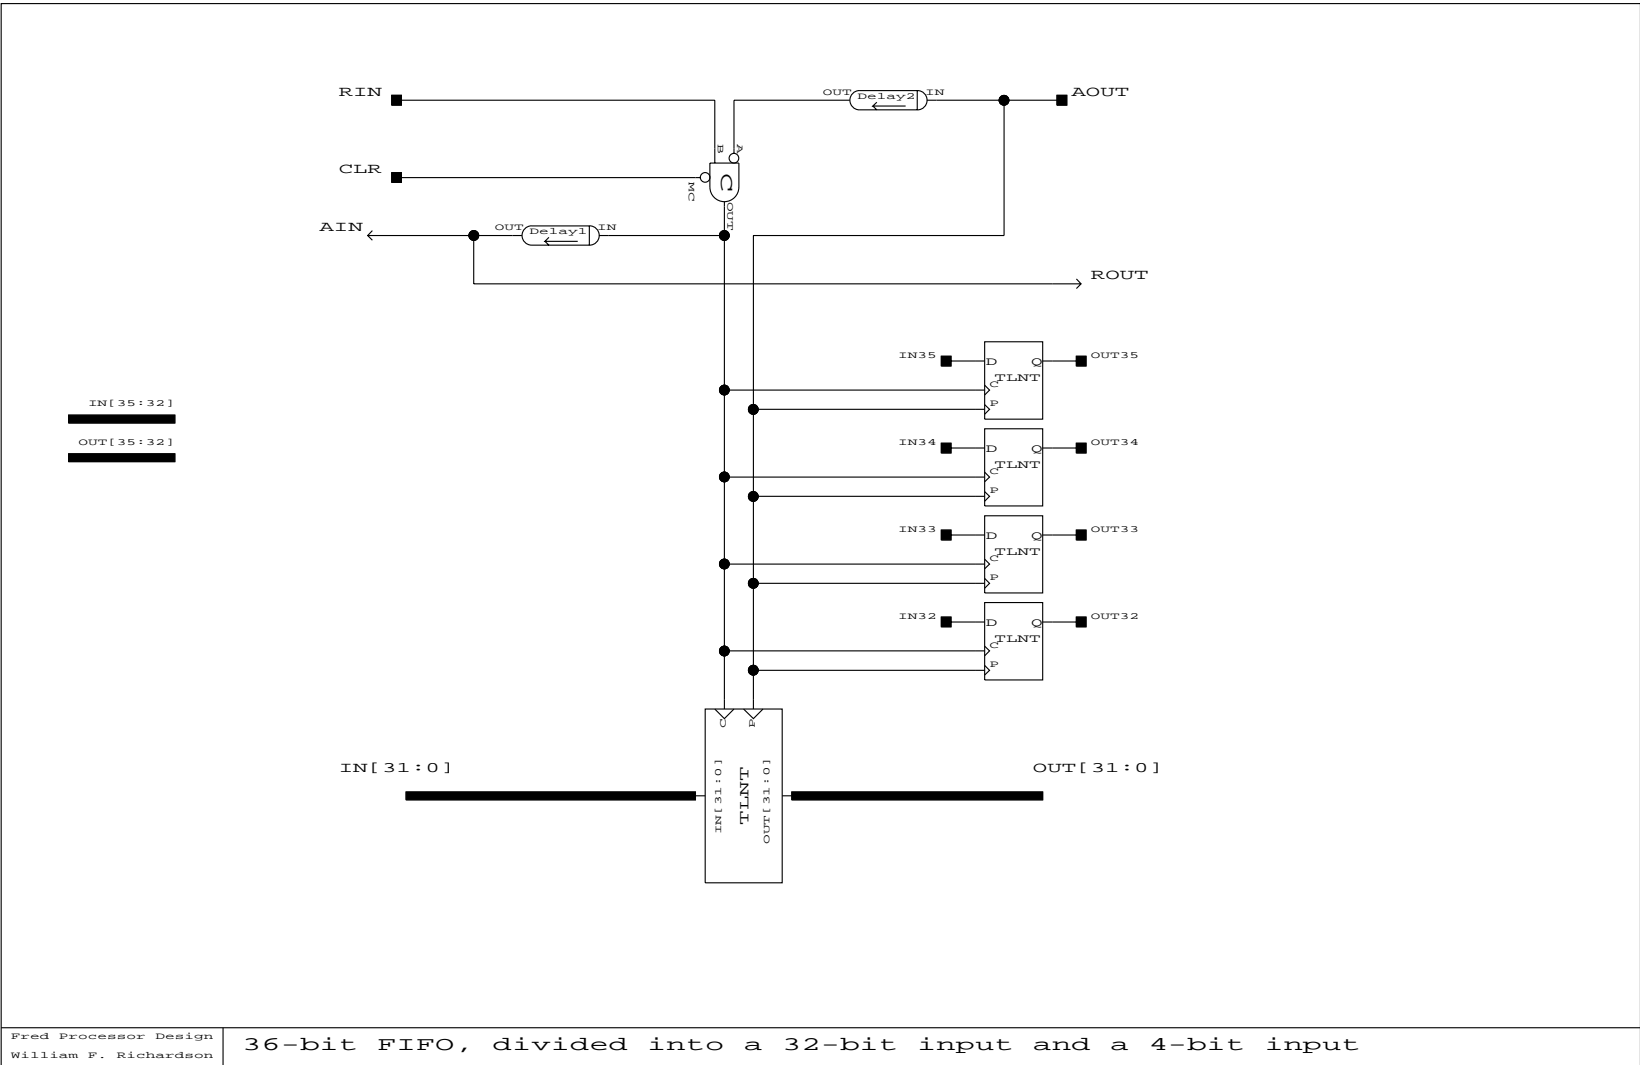 RIN
OUT Delay2 IN
AOUT
B
A
CLR
C
MC
OUT
AIN
OUT Delay1 IN
ROUT
IN35
D Q
TLNT
C
P
OUT35
IN[35:32]
OUT[35:32]
IN34
D Q
TLNT
C
P
OUT34
IN33
D Q
TLNT
C
P
OUT33
IN32
D Q
TLNT
C
P
OUT32
C
P
IN[31:0]
IN[31:0]
TLNT
OUT[31:0]
OUT[31:0]
Fred Processor Design
William F. Richardson
36-bit FIFO, divided into a 32-bit input and a 4-bit input